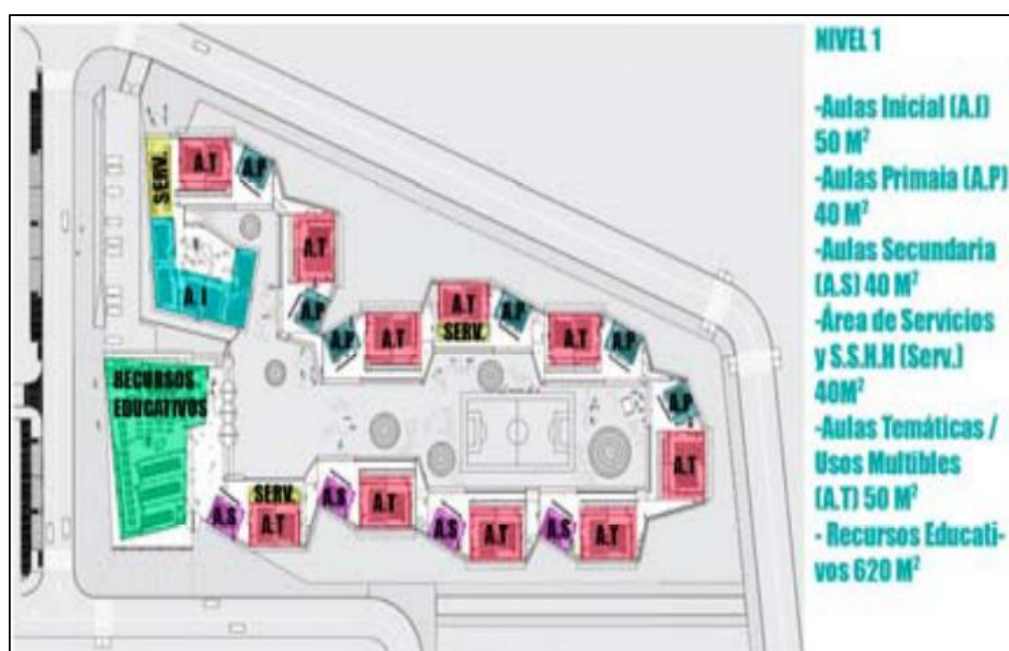 NIVEL 1
-Aulas Inicial (A.I)
50 M²
-Aulas Primaia (A.P)
40 M²
-Aulas Secundaria
(A.S) 40 M²
-Área de Servicios
y S.S.H.H (Serv.)
40M²
-Aulas Temáticas /
Usos Multibles
(A.T) 50 M²
- Recursos Educati-
vos 620 M²
SERV.
A.T
A.P
A.T
A.I
A.P
A.P
A.T
A.T
SERV.
A.P
A.T
A.P
RECURSOS
EDUCATIVOS
A.P
A.T
A.S
SERV.
A.T
A.S
A.T
A.S
A.T
A.S
A.T